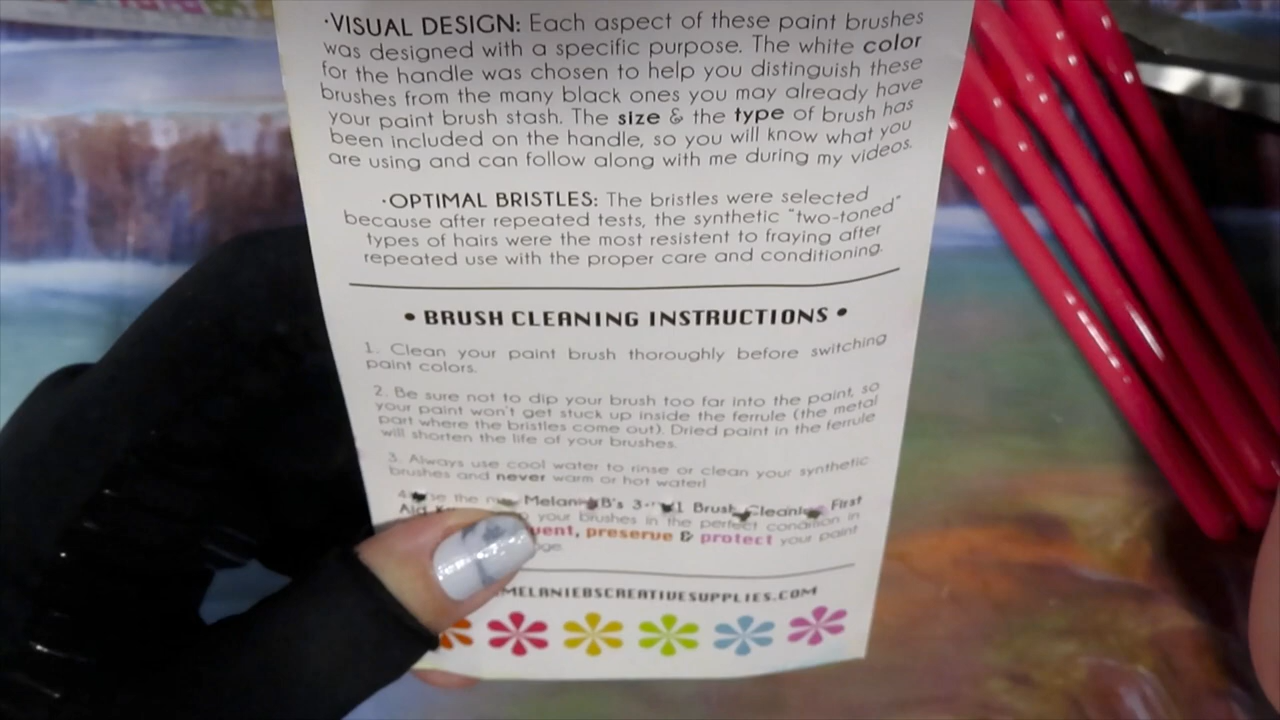 ·VISUAL DESIGN: Each aspect of these paint brushes
was designed with a specific purpose. The white color
for the handle was chosen to help you distinguish these
brushes from the many black ones you may already have
your paint brush stash. The size & the type of brush has
been included on the handle, so you will know what you
are using and can follow along with me during my videos.
·OPTIMAL BRISTLES: The bristles were selected
because after repeated tests, the synthetic "two-toned"
types of hairs were the most resistent to fraying after
repeated use with the proper care and conditioning.
• BRUSH CLEANING INSTRUCTIONS •
1. Clean your paint brush thoroughly before switching
paint colors.
2. Be sure not to dip your brush too far into the paint, so
your paint won't get stuck up inside the ferrule (the metal
part where the bristles come out). Dried paint in the ferrule
will shorten the life of your brushes.
3. Always use cool water to rinse or clean your synthetic
brushes and never warm or hot water!
the B's 1 First
Aid your brushes in the perfect condition in
preserve & protect your paint
MELANIEBSCREATIVESUPPLIES.COM